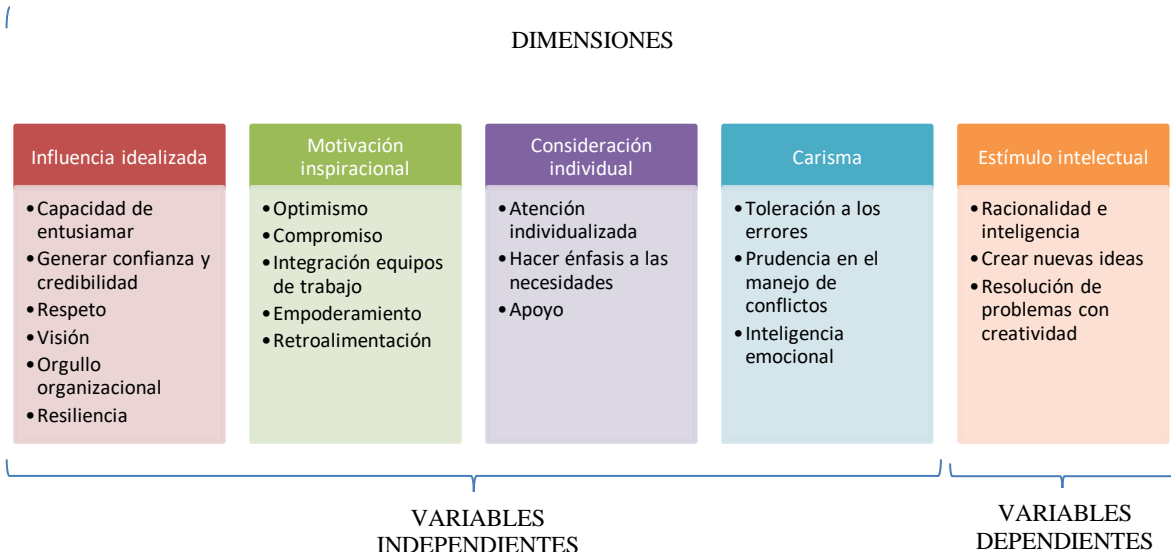 DIMENSIONES
Influencia idealizada
•Capacidad de
entusiamar
•Generar confianza y
credibilidad
•Respeto
•Visión
•Orgullo
organizacional
•Resiliencia
Motivación
inspiracional
•Optimismo
•Compromiso
•Integración equipos
de trabajo
•Empoderamiento
•Retroalimentación
Consideración
individual
•Atención
individualizada
•Hacer énfasis a las
necesidades
•Apoyo
Carisma
•Toleración a los
errores
•Prudencia en el
manejo de
conflictos
•Inteligencia
emocional
Estímulo intelectual
•Racionalidad e
inteligencia
•Crear nuevas ideas
•Resolución de
problemas con
creatividad
VARIABLES
INDEPENDIENTES
VARIABLES
DEPENDIENTES